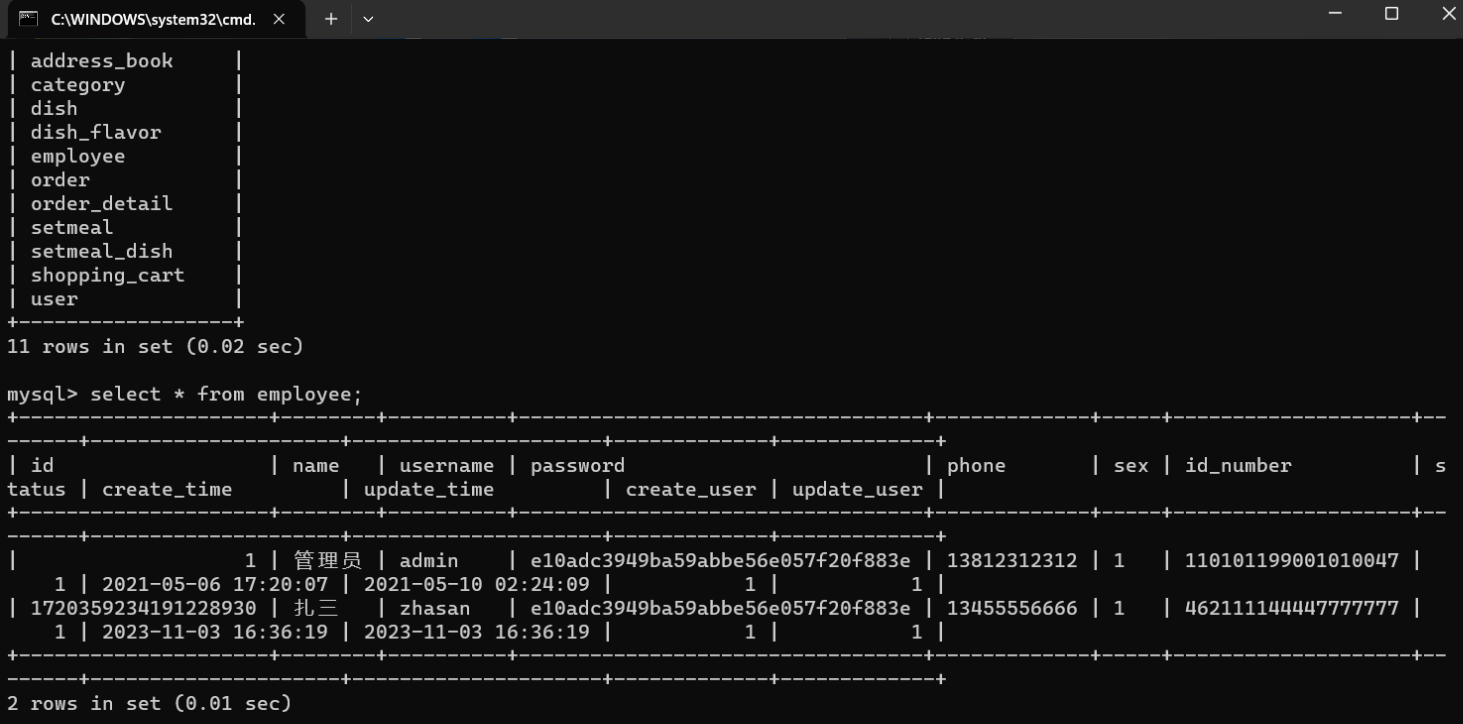 C:\WINDOWS\system32\cmd.
| address_book     |
| category         |
| dish             |
| dish_flavor      |
| employee         |
| order            |
| order_detail     |
| setmeal          |
| setmeal_dish     |
| shopping_cart    |
| user             |
+------------------+
11 rows in set (0.02 sec)
mysql> select * from employee;
+---------------------+--------+----------+----------------------------------+-------------+-----+--------------------+--
------+---------------------+---------------------+-------------+-------------+
| id                  | name   | username | password                         | phone       | sex | id_number          | s
tatus | create_time         | update_time         | create_user | update_user |
+---------------------+--------+----------+----------------------------------+-------------+-----+--------------------+--
------+---------------------+---------------------+-------------+-------------+
|                   1 | 管理员 | admin    | e10adc3949ba59abbe56e057f20f883e | 13812312312 | 1   | 110101199001010047 |
    1 | 2021-05-06 17:20:07 | 2021-05-10 02:24:09 |           1 |           1 |
| 1720359234191228930 | 扎三   | zhasan   | e10adc3949ba59abbe56e057f20f883e | 13455556666 | 1   | 462111144447777777 |
    1 | 2023-11-03 16:36:19 | 2023-11-03 16:36:19 |           1 |           1 |
+---------------------+--------+----------+----------------------------------+-------------+-----+--------------------+--
------+---------------------+---------------------+-------------+-------------+
2 rows in set (0.01 sec)